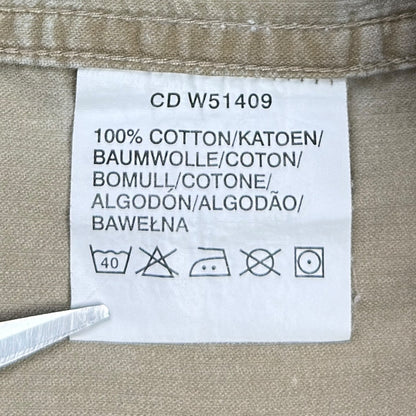 CD W51409
100% COTTON/KATOEN/
BAUMWOLLE/COTON/
BOMULL/COTONE/
ALGODÓN/ALGODÃO/
BAWEŁNA
40